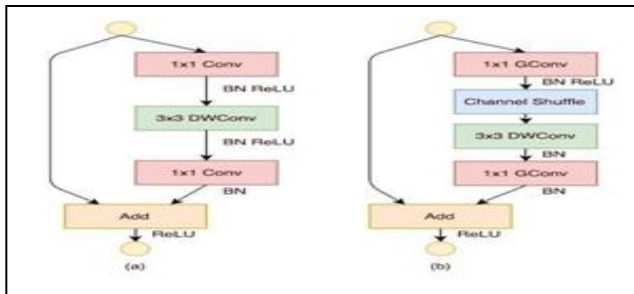 1x1 Conv
BN ReLU
3x3 DWConv
BN ReLU
1x1 Conv
BN
Add
ReLU
(a)
1x1 GConv
BN ReLU
Channel Shuffle
3x3 DWConv
BN
1x1 GConv
BN
Add
ReLU
(b)